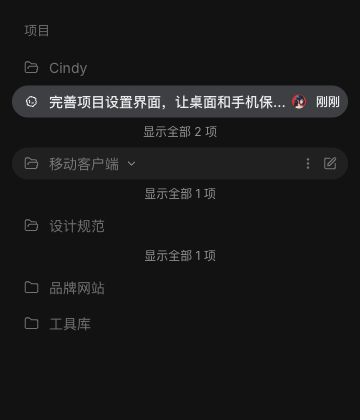 项目
Cindy
完善项目设置界面，让桌面和手机保... 刚刚
显示全部 2 项
移动客户端
显示全部 1 项
设计规范
显示全部 1 项
品牌网站
工具库